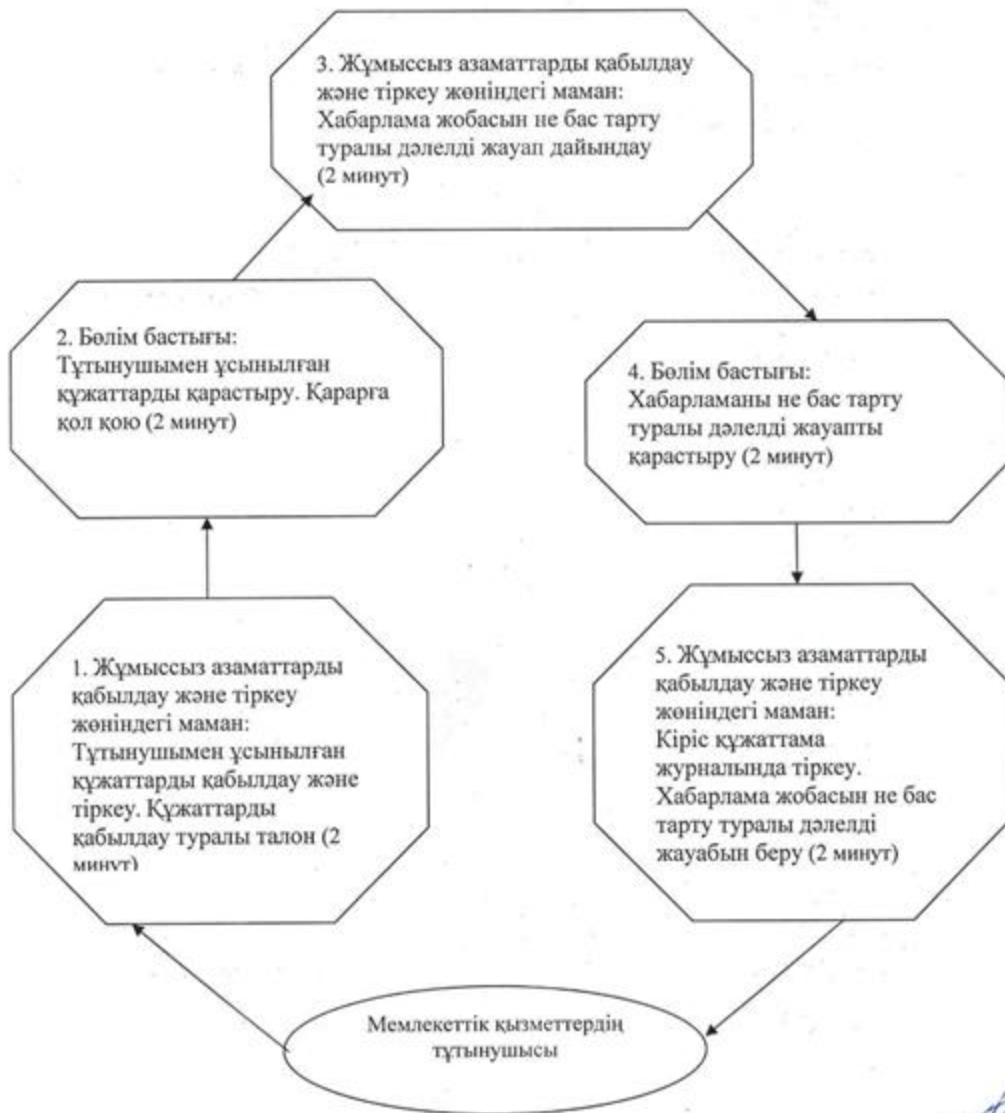 3. Жұмыссыз азаматтарды қабылдау
және тіркеу жөніндегі маман:
Хабарлама жобасын не бас тарту
туралы дәлелді жауап дайындау
(2 минут)
2. Бөлім бастығы:
Тұтынушымен ұсынылған
құжаттарды қарастыру. Қарарға
қол қою (2 минут)
4. Бөлім бастығы:
Хабарламаны не бас тарту
туралы дәлелді жауапты
қарастыру (2 минут)
1. Жұмыссыз азаматтарды
қабылдау және тіркеу
жөніндегі маман:
Тұтынушымен ұсынылған
құжаттарды қабылдау және
тіркеу. Құжаттарды
қабылдау туралы талон (2
минут)
5. Жұмыссыз азаматтарды
қабылдау және тіркеу
жөніндегі маман:
Кіріс құжаттама
журналында тіркеу.
Хабарлама жобасын не бас
тарту туралы дәлелді
жауабын беру (2 минут)
Мемлекеттік қызметтердің
тұтынушысы